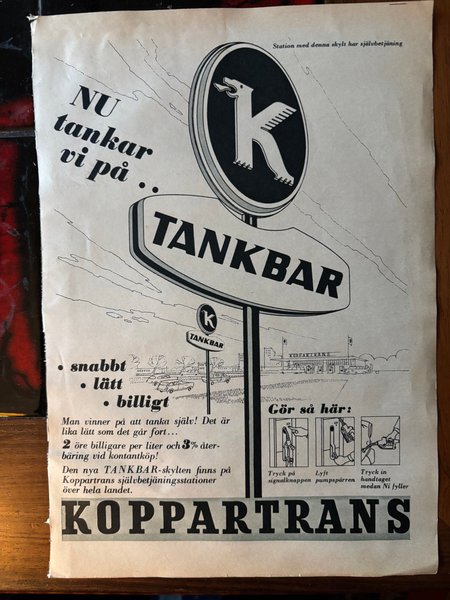 Station med denna skylt har självbetjäning
NU
tankar
vi på ..
K
TANKBAR
K
TANKBAR
KOPPARTRANS
• snabbt
• lätt
• billigt
Man vinner på att tanka själv! Det är
lika lätt som det går fort...
2 öre billigare per liter och 3% åter-
bäring vid kontantköp!
Den nya TANKBAR-skylten finns på
Koppartrans självbetjäningsstationer
över hela landet.
Gör så här:
Tryck på
signalknappen
Lyft
pumpspärren
Tryck in
handtaget
medan Ni fyller
KOPPARTRANS